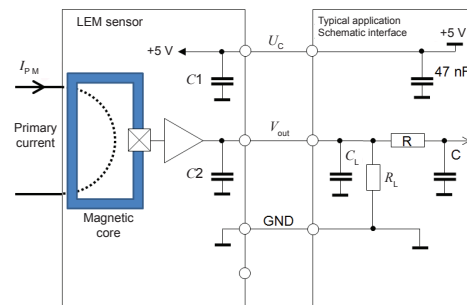 LEM sensor
Typical application
Schematic interface
+5 V
U_C
+5 V
I_PM
C1
47 nF
Primary
current
V_out
C2
C_L
R
C
R_L
Magnetic
core
GND